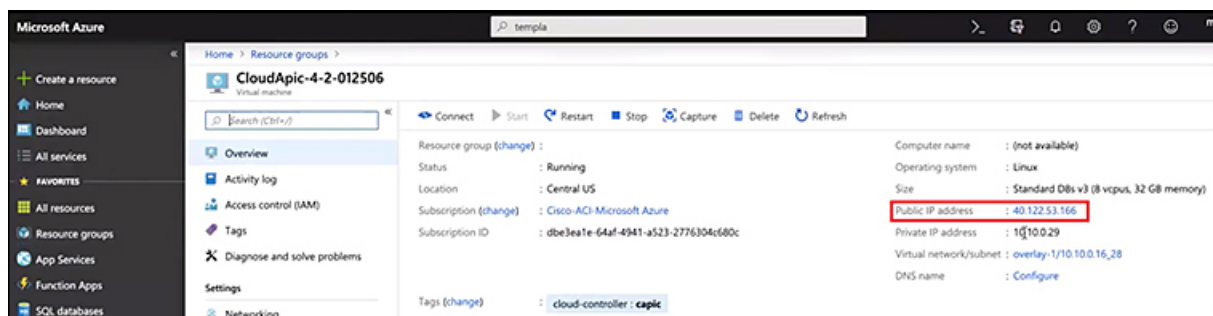 Microsoft Azure
templa
Create a resource
Home
Dashboard
All services
FAVORITES
All resources
Resource groups
App Services
Function Apps
SQL databases
Home > Resource groups >
CloudApic-4-2-012506
Virtual machine
Search (Ctrl+/)
Overview
Activity log
Access control (IAM)
Tags
Diagnose and solve problems
Settings
Networking
Connect Start Restart Stop Capture Delete Refresh
Resource group (change) :
Status : Running
Location : Central US
Subscription (change) : Cisco-ACI-Microsoft Azure
Subscription ID : dbe3ea1e-64af-4941-a523-2776304c680c
Computer name : (not available)
Operating system : Linux
Size : Standard D8s v3 (8 vcpus, 32 GB memory)
Public IP address : 40.122.53.166
Private IP address : 10.10.0.29
Virtual network/subnet : overlay-1/10.10.0.16_28
DNS name : Configure
Tags (change) : cloud-controller : capic